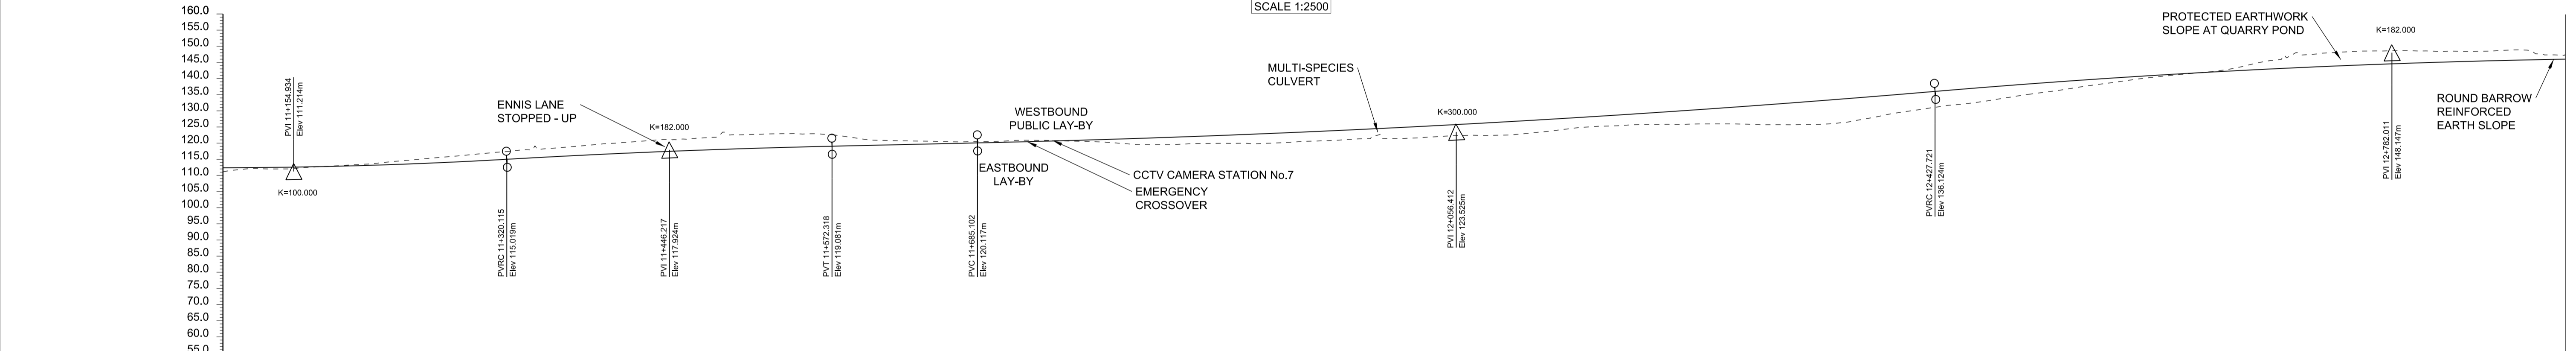 SCALE 1:2500
160.0
155.0
150.0
145.0
140.0
135.0
130.0
125.0
120.0
115.0
110.0
105.0
100.0
95.0
90.0
85.0
80.0
75.0
70.0
65.0
60.0
55.0
PVI 11+154.934
Elev 111.214m
K=100.000
PVRC 11+320.115
Elev 115.019m
ENNIS LANE
STOPPED - UP
K=182.000
PVI 11+446.217
Elev 117.924m
PVT 11+572.318
Elev 119.081m
PVC 11+685.102
Elev 120.117m
WESTBOUND
PUBLIC LAY-BY
EASTBOUND
LAY-BY
CCTV CAMERA STATION No.7
EMERGENCY
CROSSOVER
MULTI-SPECIES
CULVERT
K=300.000
PVI 12+056.412
Elev 123.525m
PVRC 12+427.721
Elev 136.124m
PROTECTED EARTHWORK
SLOPE AT QUARRY POND
K=182.000
PVI 12+782.011
Elev 148.147m
ROUND BARROW
REINFORCED
EARTH SLOPE